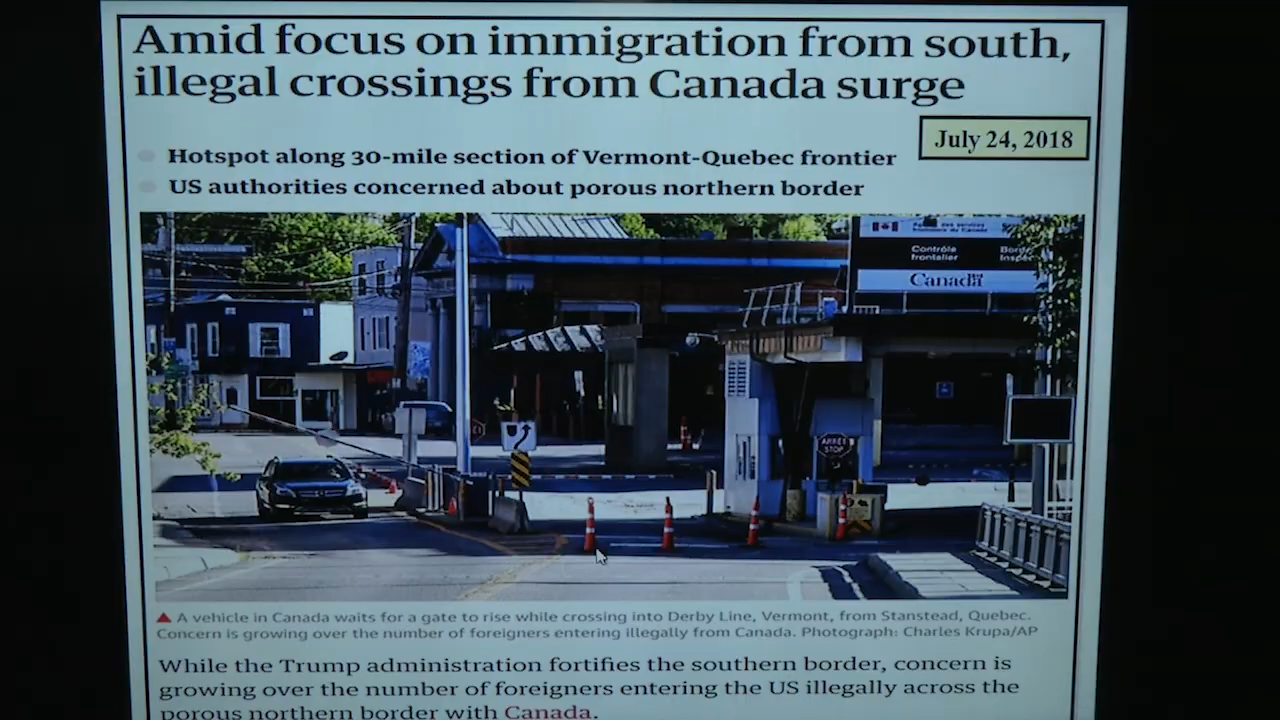 Amid focus on immigration from south,
illegal crossings from Canada surge
July 24, 2018
Hotspot along 30-mile section of Vermont-Quebec frontier
US authorities concerned about porous northern border
Contrôle
frontalier
Canada
ARRÊT
STOP
A vehicle in Canada waits for a gate to rise while crossing into Derby Line, Vermont, from Stanstead, Quebec.
Concern is growing over the number of foreigners entering illegally from Canada. Photograph: Charles Krupa/AP
While the Trump administration fortifies the southern border, concern is
growing over the number of foreigners entering the US illegally across the
porous northern border with Canada.